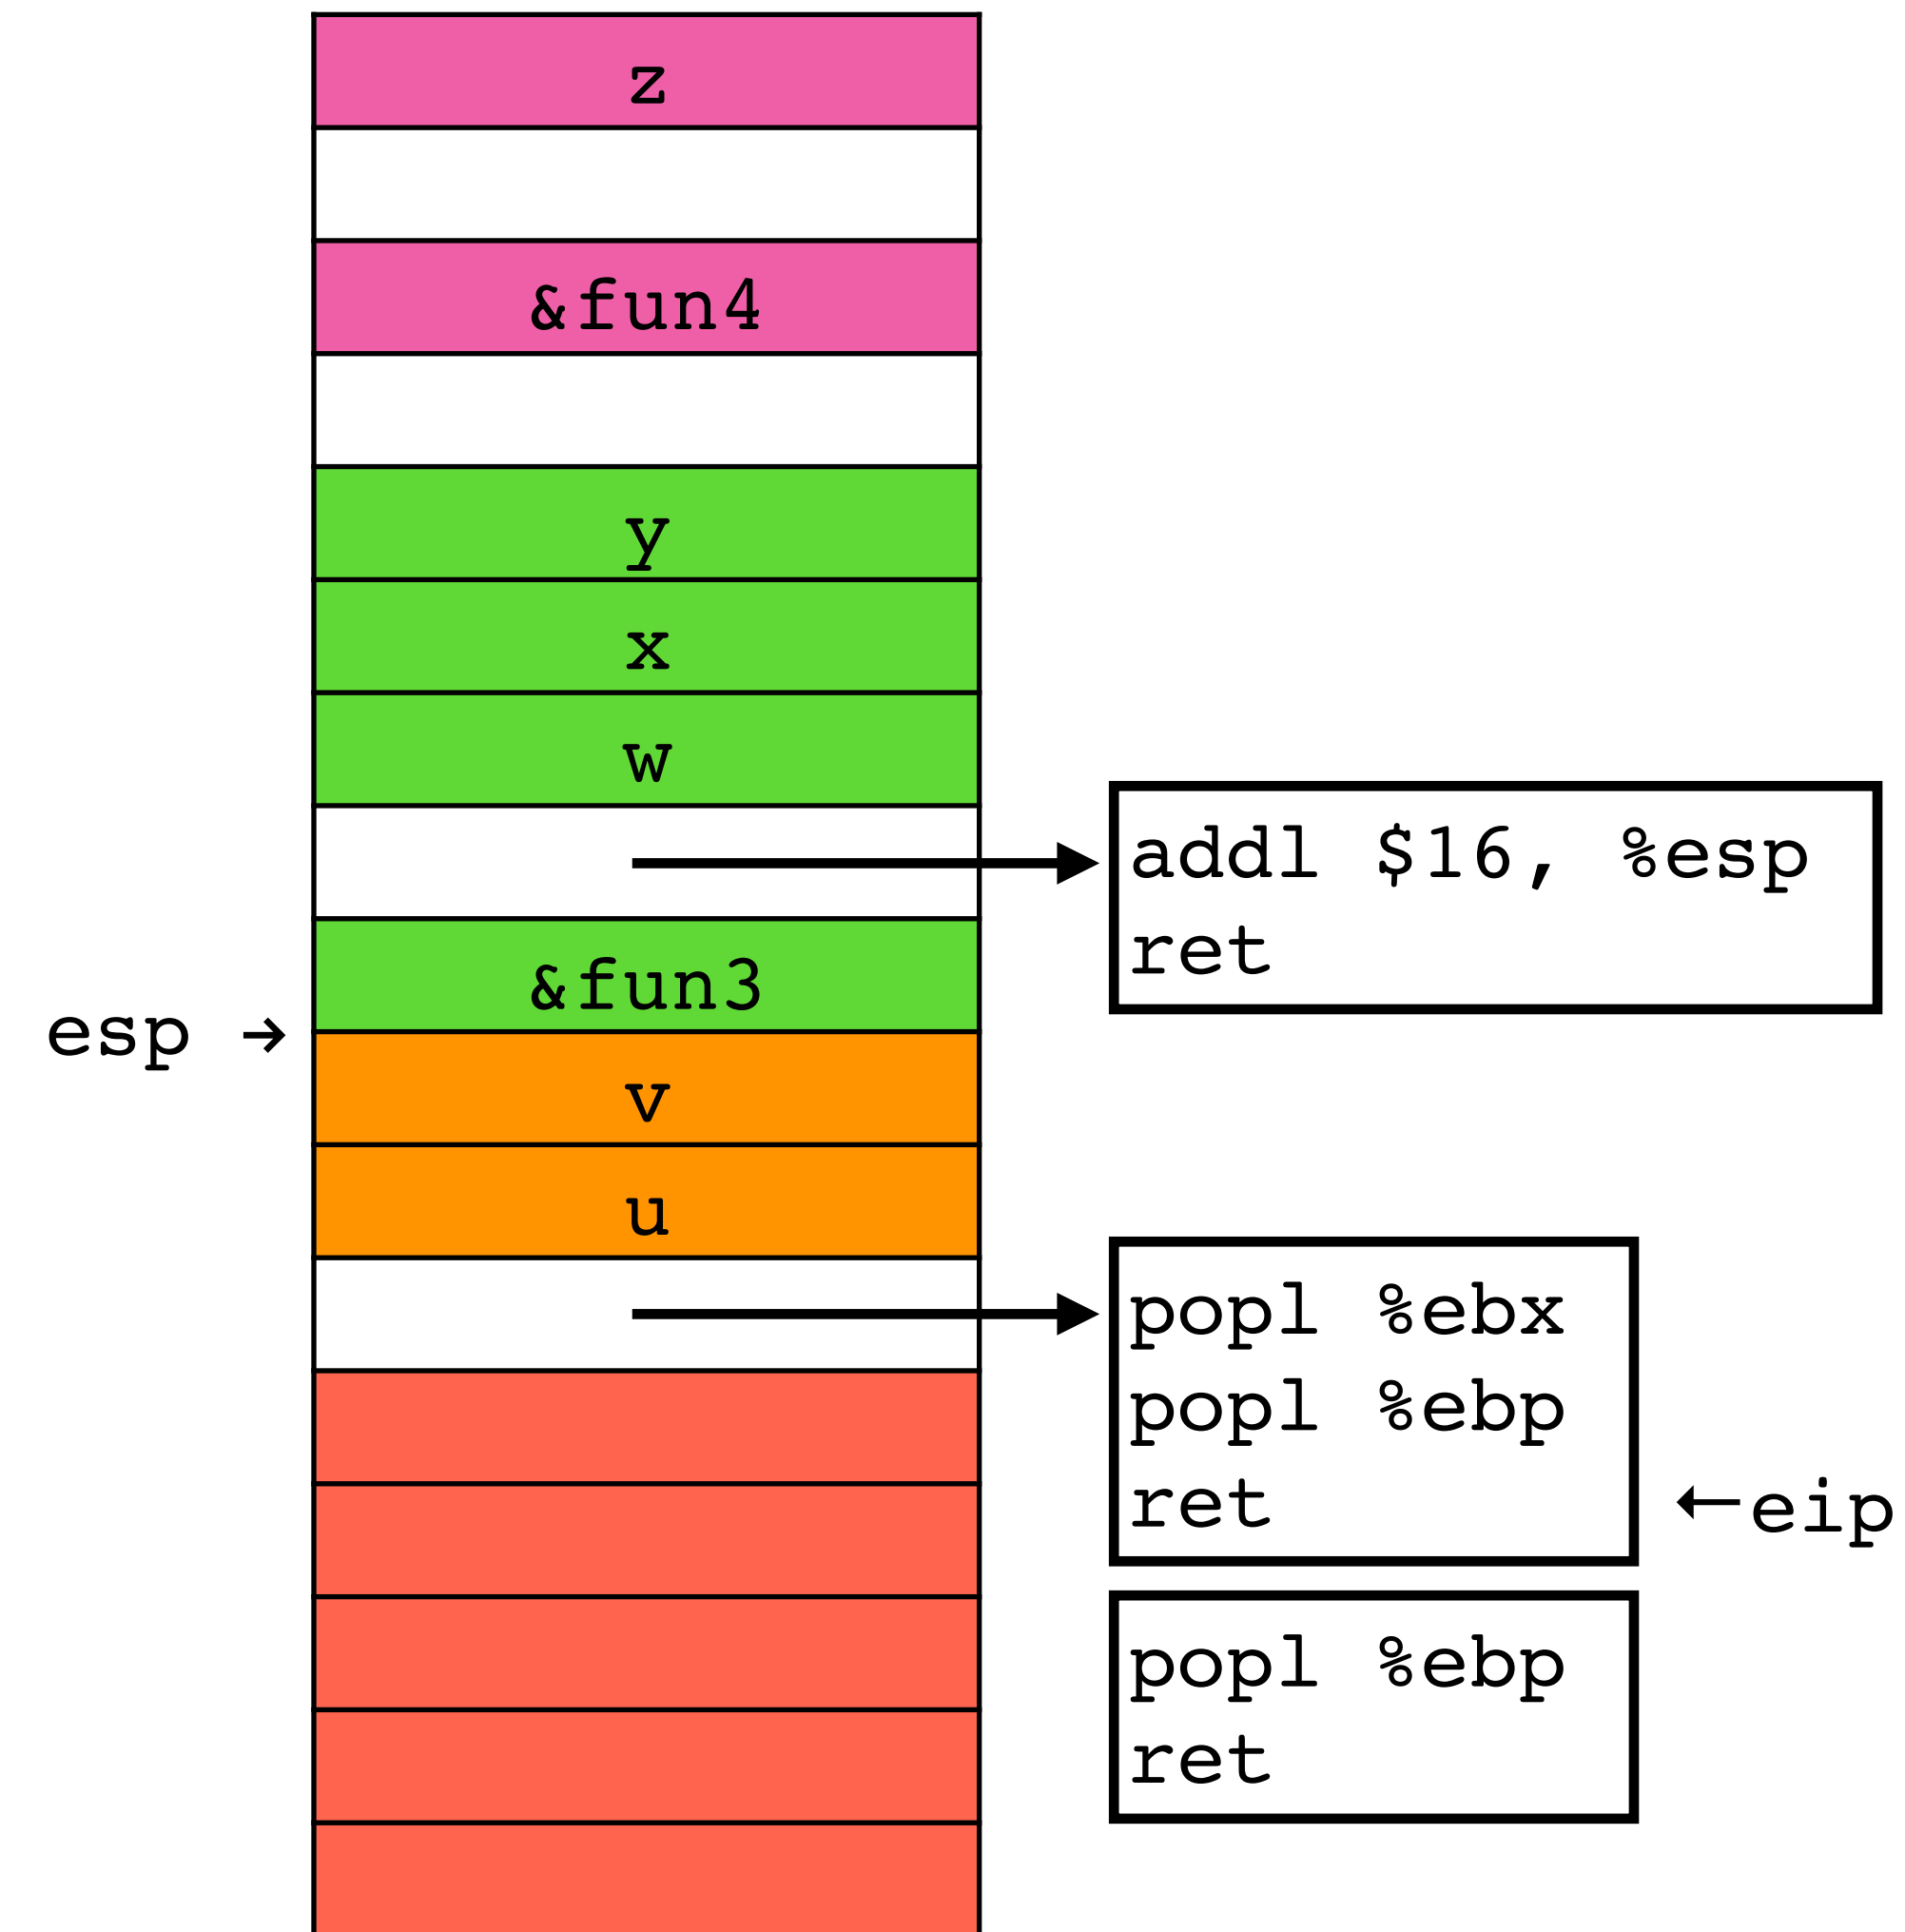 z
&fun4
y
x
w
addl $16, %esp
ret
&fun3
esp →
v
u
popl %ebx
popl %ebp
ret
←eip
popl %ebp
ret